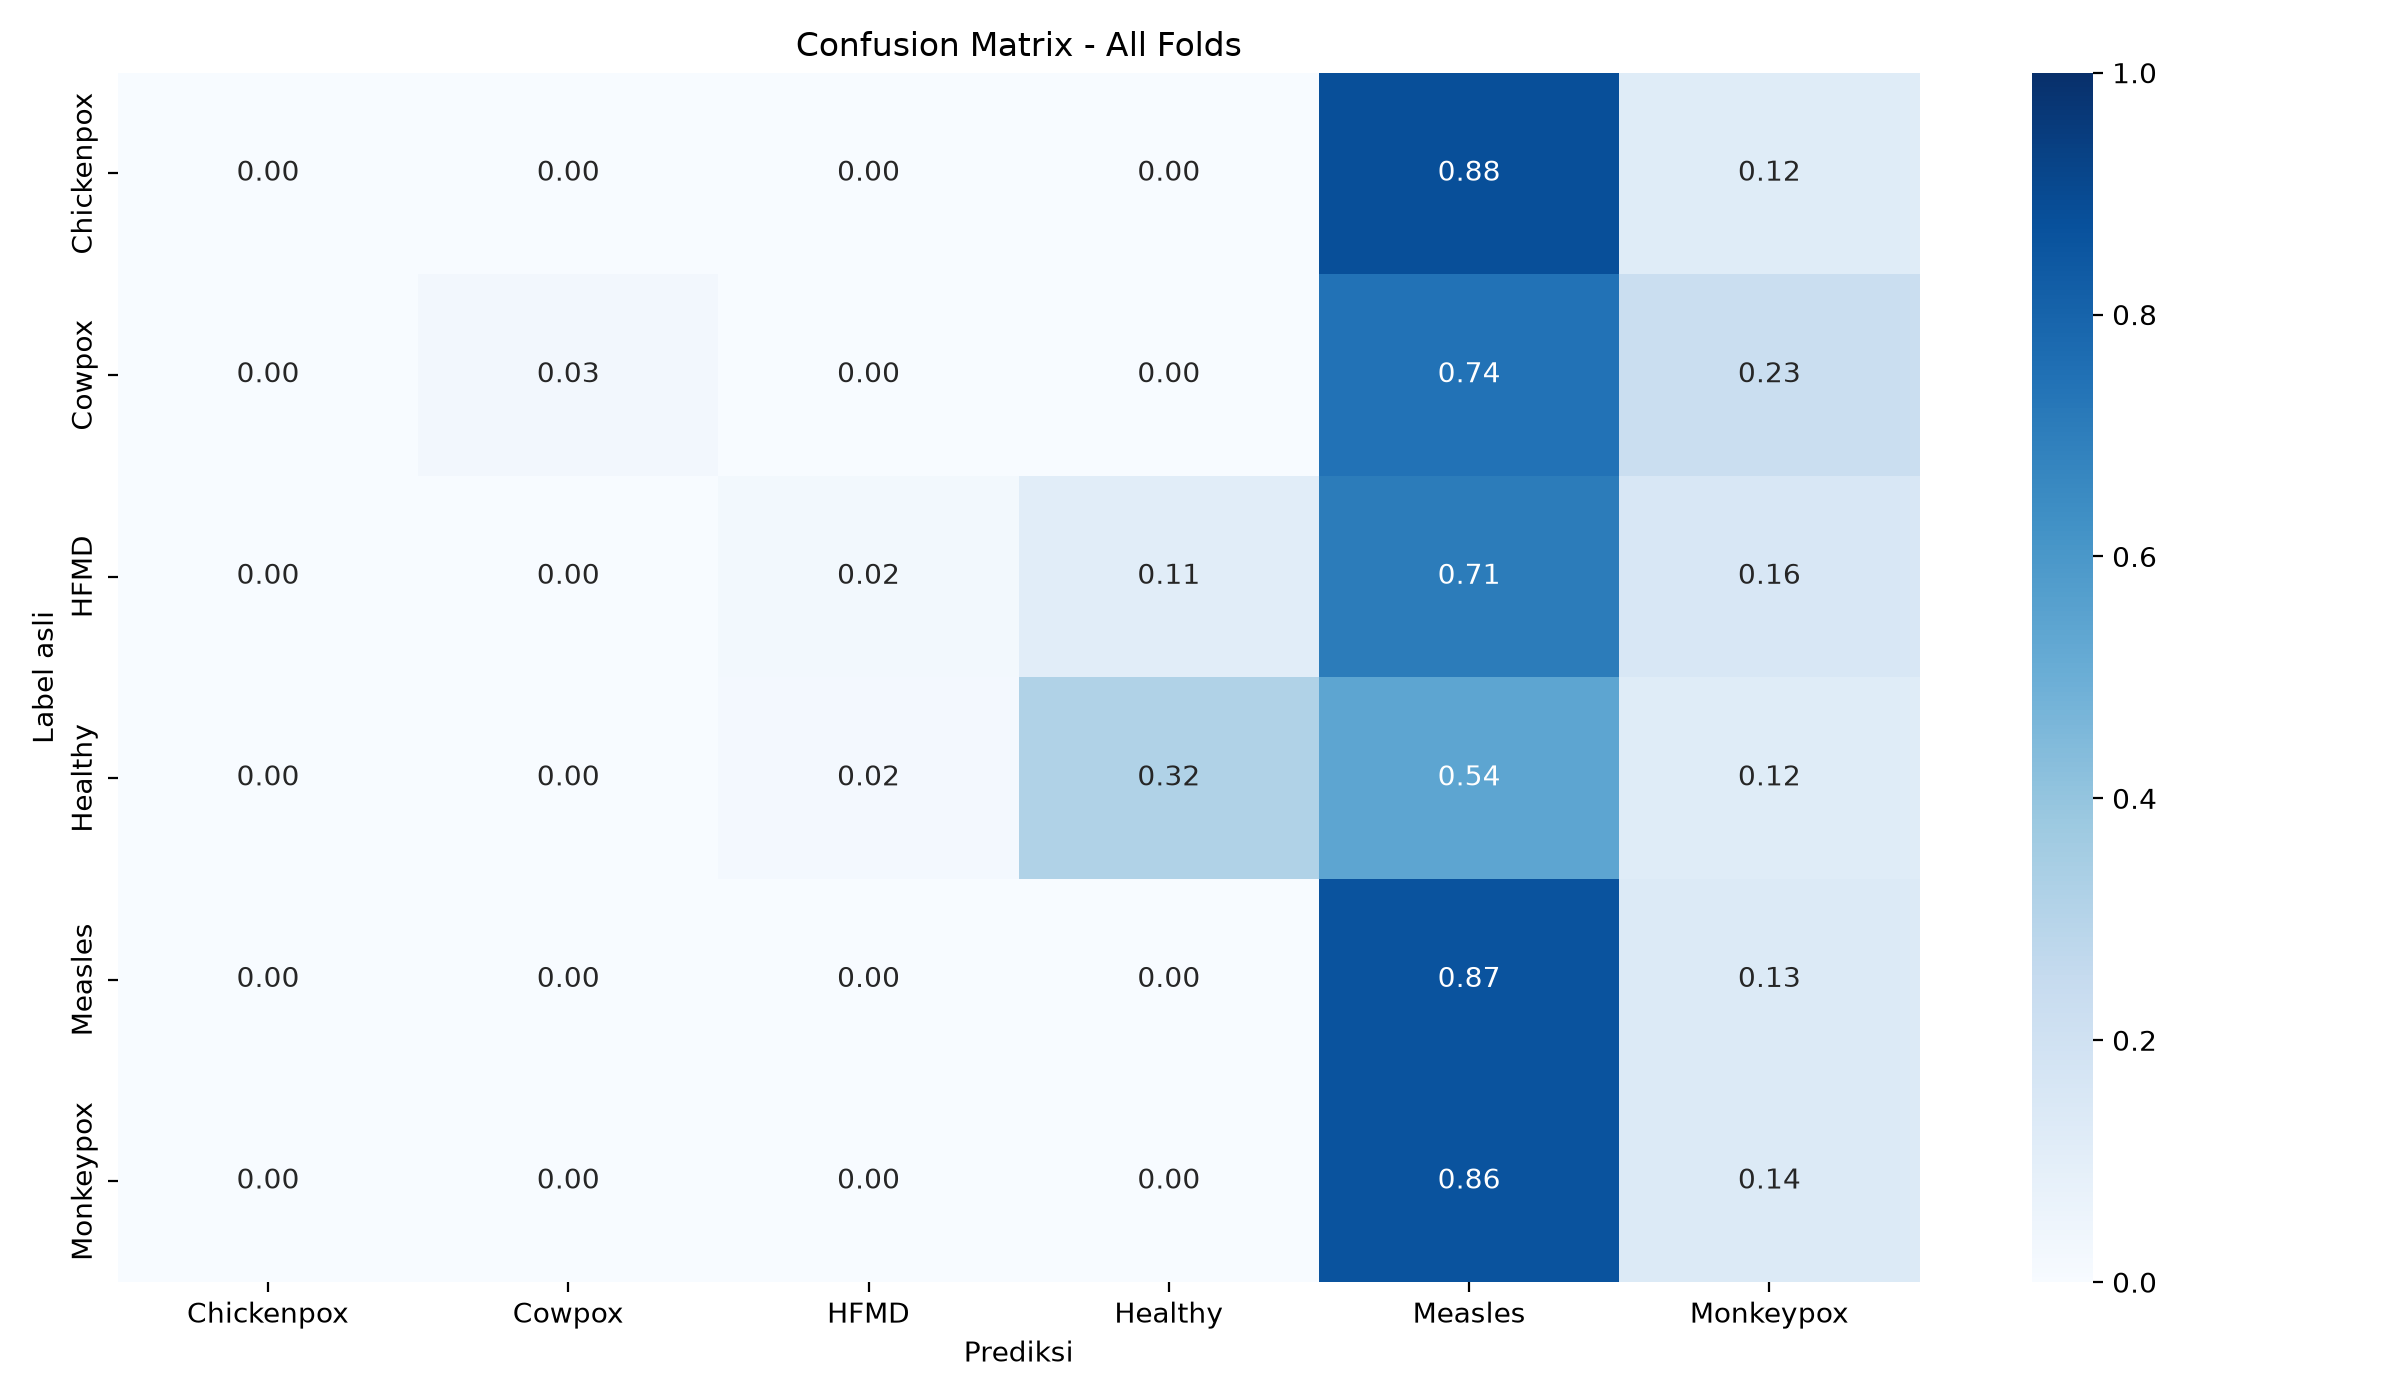 Confusion Matrix - All Folds
Label asli
Chickenpox 0.00 0.00 0.00 0.00 0.88 0.12
Cowpox 0.00 0.03 0.00 0.00 0.74 0.23
HFMD 0.00 0.00 0.02 0.11 0.71 0.16
Healthy 0.00 0.00 0.02 0.32 0.54 0.12
Measles 0.00 0.00 0.00 0.00 0.87 0.13
Monkeypox 0.00 0.00 0.00 0.00 0.86 0.14
Chickenpox Cowpox HFMD Healthy Measles Monkeypox
Prediksi
1.0
0.8
0.6
0.4
0.2
0.0